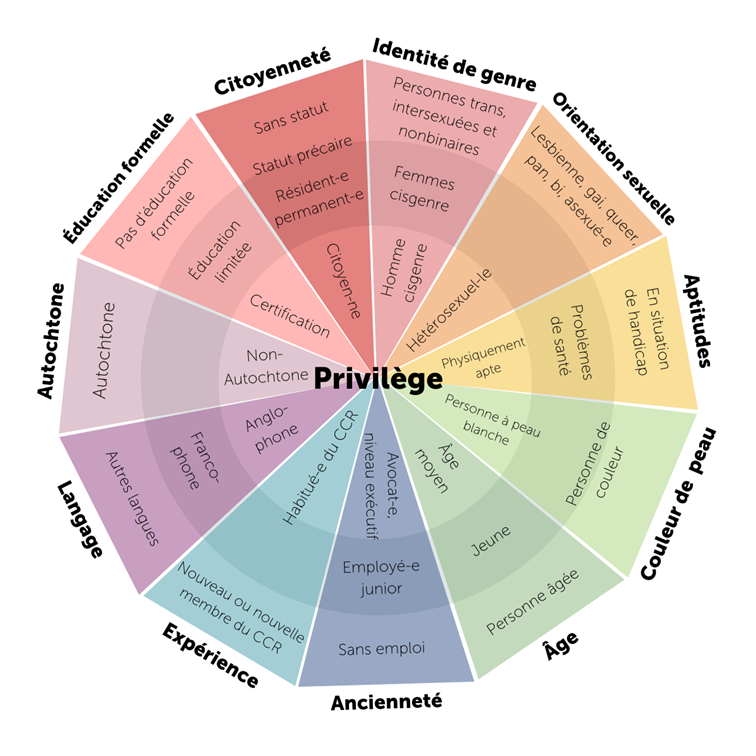 Privilège
Identité de genre
Personnes trans,
intersexuées et
nonbinaires
Femmes
cisgenre
Homme
cisgenre
Orientation sexuelle
Lesbienne, gai, queer,
pan, bi, asexué-e
Hétérosexuel-le
Aptitudes
En situation
de handicap
Problèmes
de santé
Physiquement
apte
Couleur de peau
Personne de
couleur
Personne à peau
blanche
Âge
Personne âgée
Jeune
Âge
moyen
Ancienneté
Sans emploi
Employé-e
junior
Avocat-e,
niveau exécutif
Expérience
Nouveau ou nouvelle
membre du CCR
Habitué-e du CCR
Langage
Autres langues
Franco-
phone
Anglo-
phone
Autochtone
Autochtone
Non-
Autochtone
Éducation formelle
Pas d'éducation
formelle
Éducation
limitée
Certification
Citoyenneté
Sans statut
Statut précaire
Résident-e
permanent-e
Citoyen-ne